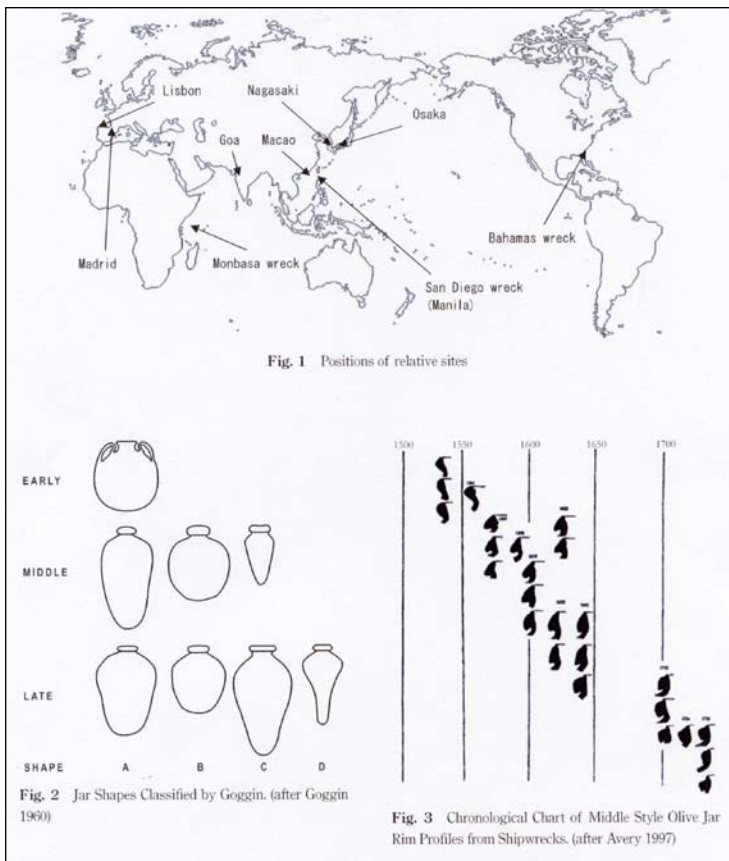 Lisbon
Nagasaki
Osaka
Goa
Macao
Madrid
Monbasa wreck
San Diego wreck
(Manila)
Bahamas wreck
Fig. 1 Positions of relative sites
EARLY
MIDDLE
LATE
SHAPE A B C D
Fig. 2 Jar Shapes Classified by Goggin. (after Goggin
1960)
1500 1550 1600 1650 1700
Fig. 3 Chronological Chart of Middle Style Olive Jar
Rim Profiles from Shipwrecks. (after Avery 1997)